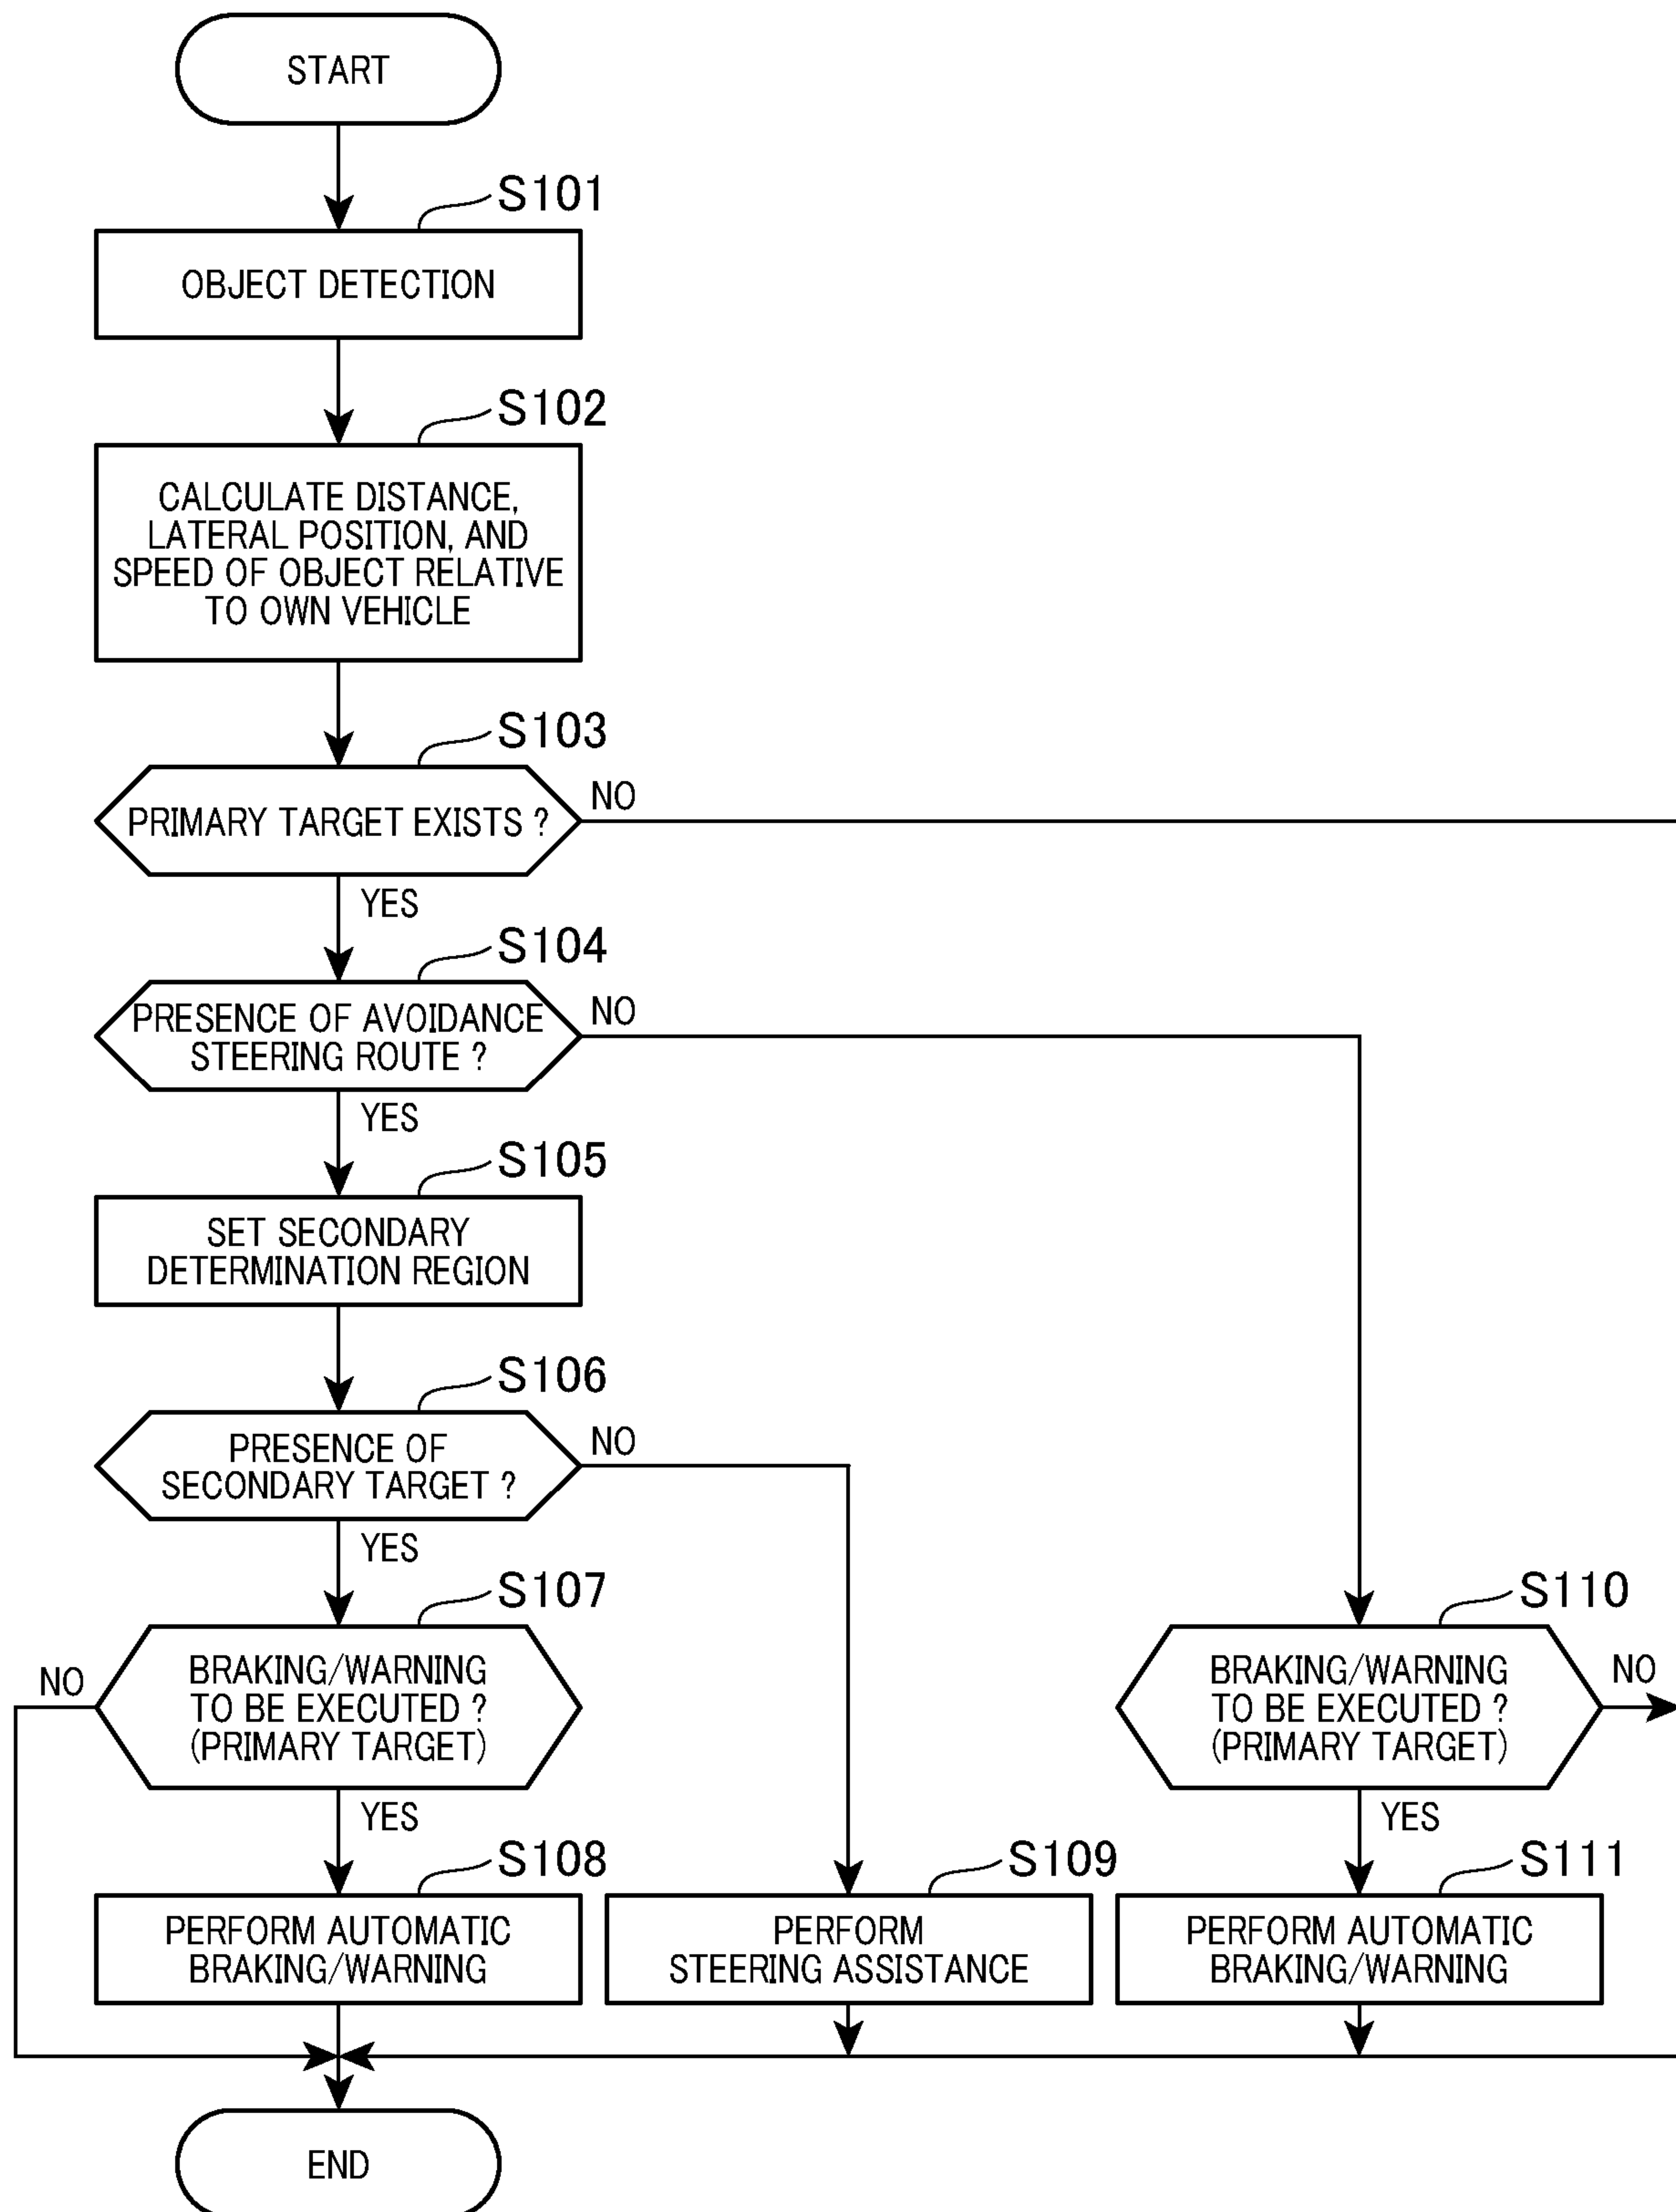 START
S101
OBJECT DETECTION
S102
CALCULATE DISTANCE,
LATERAL POSITION, AND
SPEED OF OBJECT RELATIVE
TO OWN VEHICLE
S103
PRIMARY TARGET EXISTS ?
NO
YES
S104
PRESENCE OF AVOIDANCE
STEERING ROUTE ?
NO
YES
S105
SET SECONDARY
DETERMINATION REGION
S106
PRESENCE OF
SECONDARY TARGET ?
NO
YES
S107
BRAKING/WARNING
TO BE EXECUTED ?
(PRIMARY TARGET)
NO
YES
S110
BRAKING/WARNING
TO BE EXECUTED ?
(PRIMARY TARGET)
NO
YES
S108
PERFORM AUTOMATIC
BRAKING/WARNING
S109
PERFORM
STEERING ASSISTANCE
S111
PERFORM AUTOMATIC
BRAKING/WARNING
END